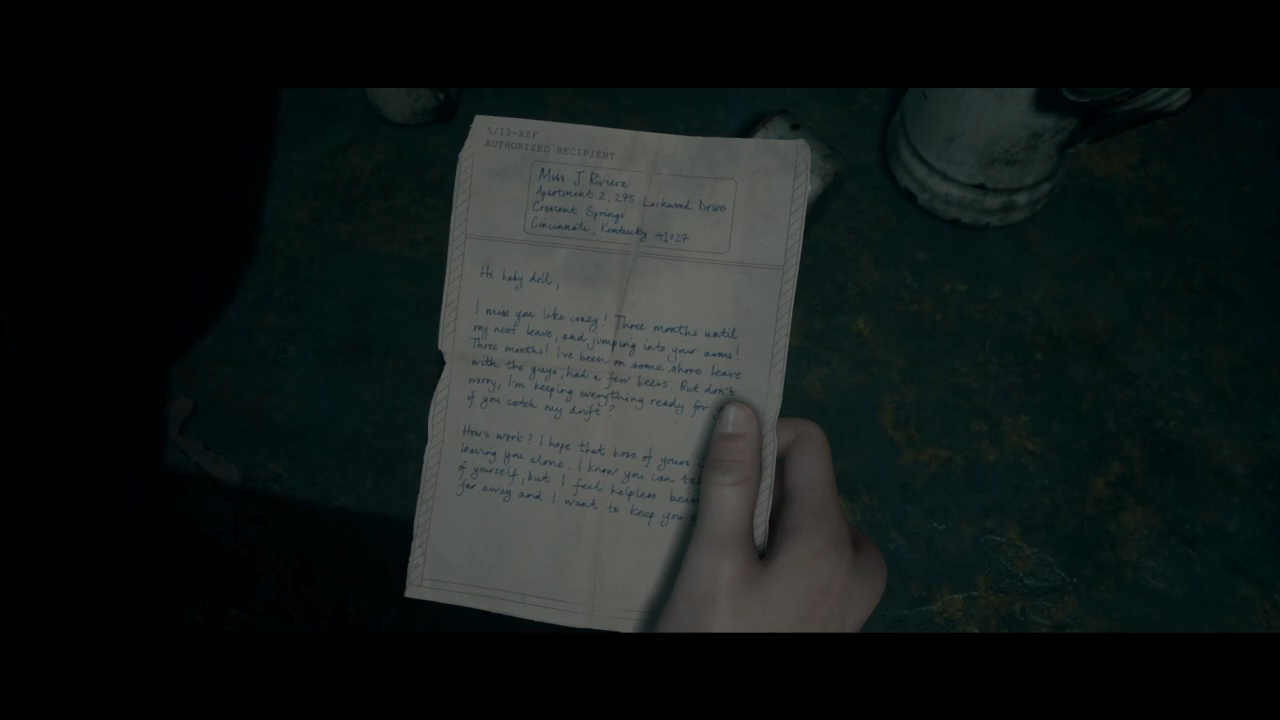 5/12-XZF
AUTHORIZED RECIPIENT
Miss J Riviera
Apartment 2, 275 Lockwood Drive
Crescent Springs
Cincinnati, Kentucky 41027
Hi baby doll,
I miss you like crazy! Three months until
my next leave, and jumping into your arms!
Three months! I've been on some shore leave
with the guys, had a few beers. But don't
worry, I'm keeping everything ready for
if you catch my drift?
How's work? I hope that boss of yours
leaving you alone. I know you can
of yourself, but I feel helpless
far away and I want to keep you